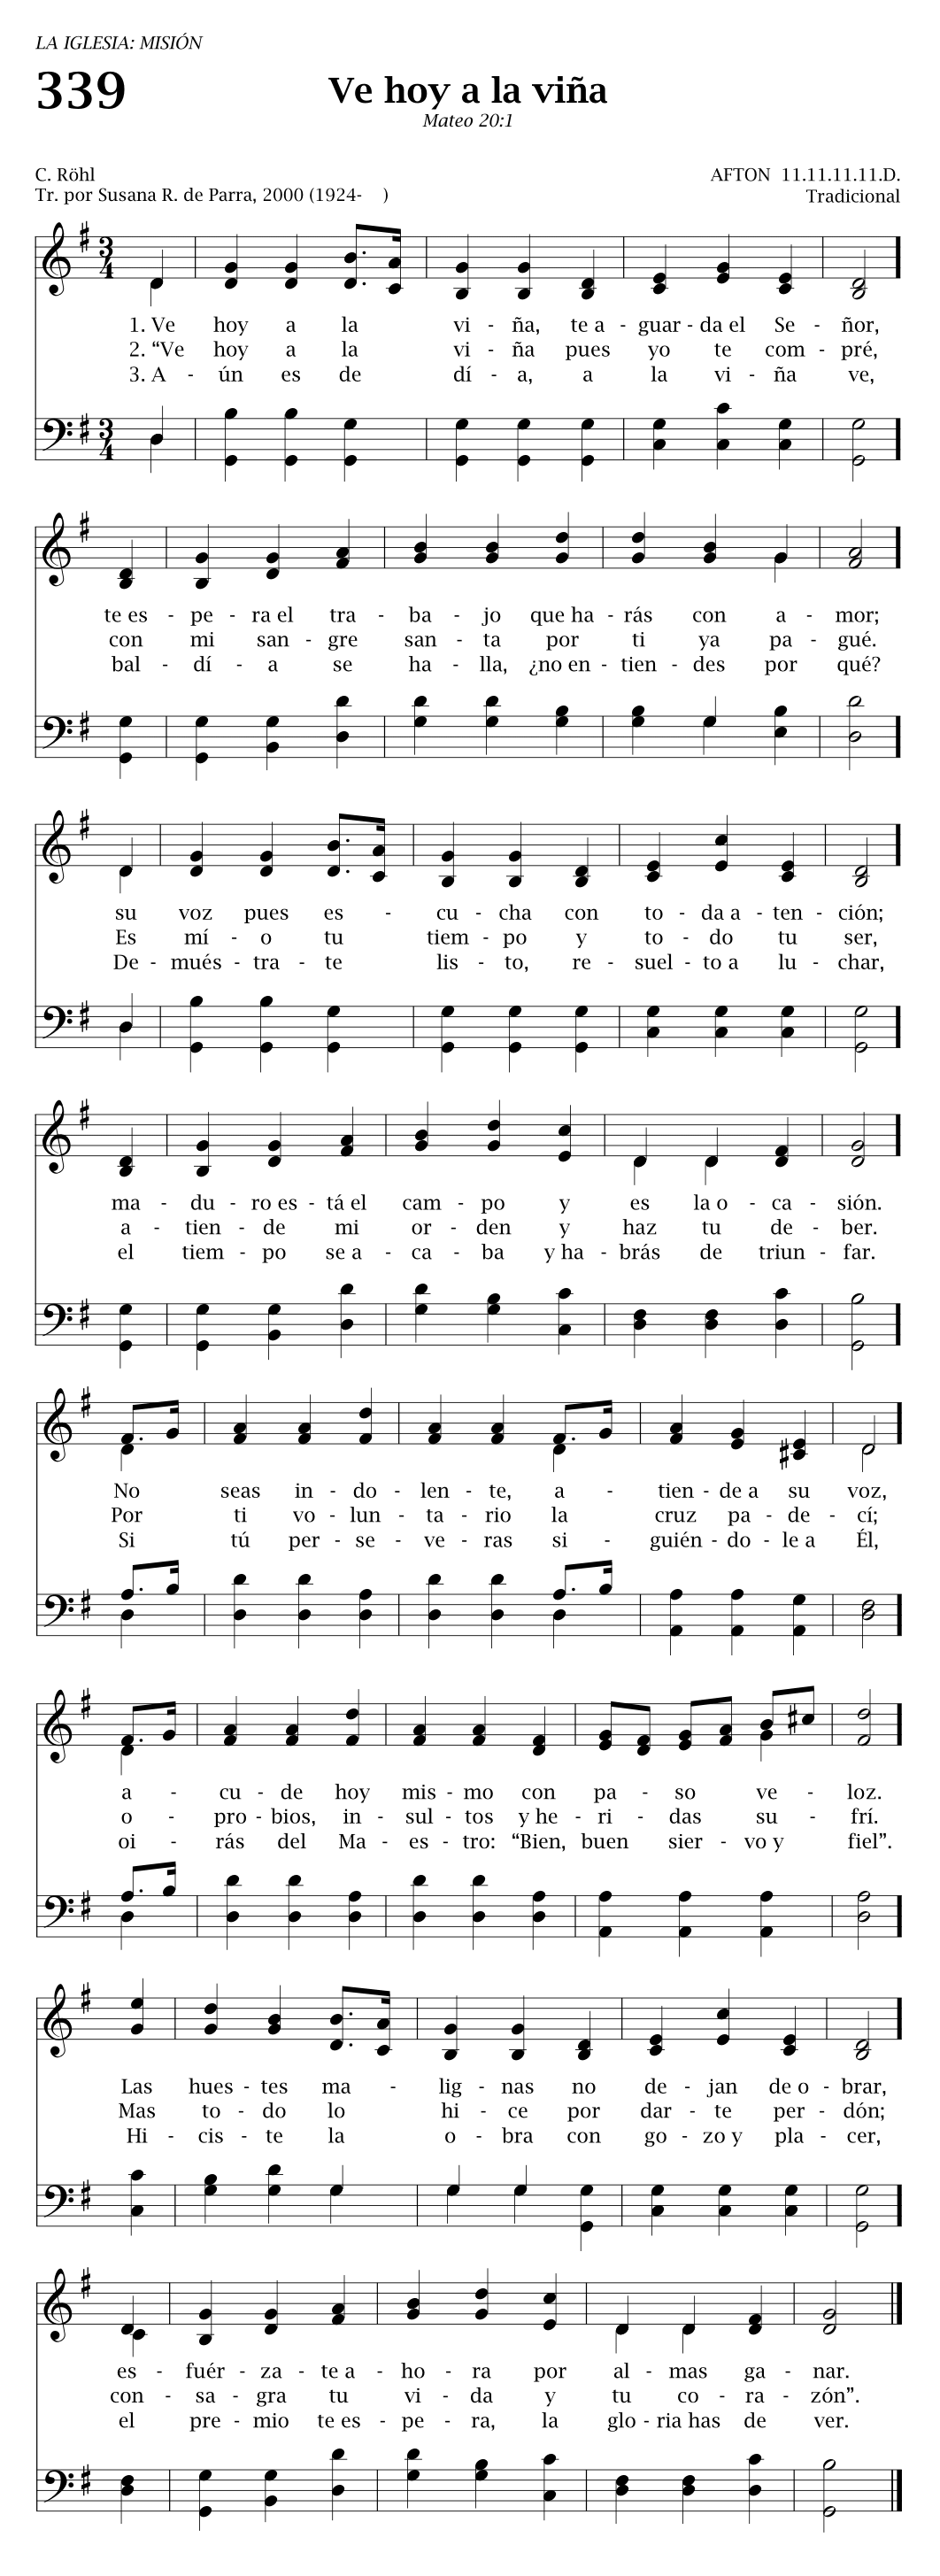 LA IGLESIA: MISIÓN
339
Ve hoy a la viña
Mateo 20:1
C. Röhl
AFTON 11.11.11.11.D.
Tr. por Susana R. de Parra, 2000 (1924- )
Tradicional
3 4
1. Ve hoy a la vi - ña, te a - guar - da el Se - ñor,
2. “Ve hoy a la vi - ña pues yo te com - pré,
3. A - ún es de dí - a, a la vi - ña ve,
3 4
te es - pe - ra el tra - ba - jo que ha - rás con a - mor;
con mi san - gre san - ta por ti ya pa - gué.
bal - dí - a se ha - lla, ¿no en - tien - des por qué?
su voz pues es - cu - cha con to - da a - ten - ción;
Es mí - o tu tiem - po y to - do tu ser,
De - mués - tra - te lis - to, re - suel - to a lu - char,
ma - du - ro es - tá el cam - po y es la o - ca - sión.
a - tien - de mi or - den y haz tu de - ber.
el tiem - po se a - ca - ba y ha - brás de triun - far.
No seas in - do - len - te, a - tien - de a su voz,
Por ti vo - lun - ta - rio la cruz pa - de - cí;
Si tú per - se - ve - ras si - guién - do - le a Él,
a - cu - de hoy mis - mo con pa - so ve - loz.
o - pro - bios, in - sul - tos y he - ri - das su - frí.
oi - rás del Ma - es - tro: “Bien, buen sier - vo y fiel”.
Las hues - tes ma - lig - nas no de - jan de o - brar,
Mas to - do lo hi - ce por dar - te per - dón;
Hi - cis - te la o - bra con go - zo y pla - cer,
es - fuér - za - te a - ho - ra por al - mas ga - nar.
con - sa - gra tu vi - da y tu co - ra - zón”.
el pre - mio te es - pe - ra, la glo - ria has de ver.